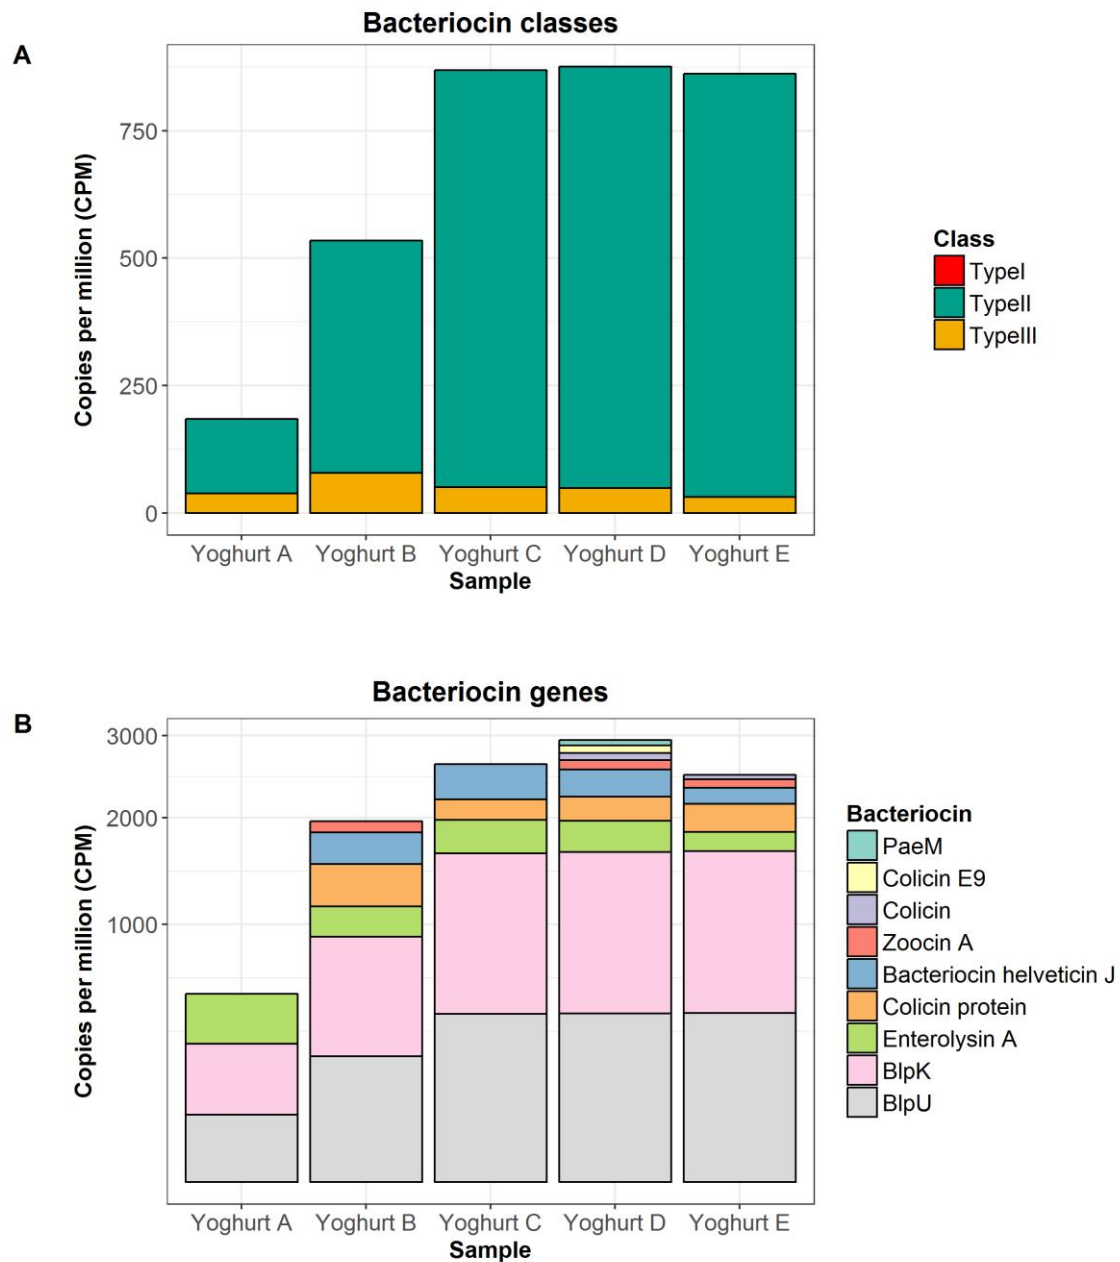 A
Bacteriocin classes
Copies per million (CPM)
750
500
250
0
Yoghurt A Yoghurt B Yoghurt C Yoghurt D Yoghurt E
Sample
Class
TypeI
TypeII
TypeIII
B
Bacteriocin genes
Copies per million (CPM)
3000
2000
1000
Yoghurt A Yoghurt B Yoghurt C Yoghurt D Yoghurt E
Sample
Bacteriocin
PaeM
Colicin E9
Colicin
Zoocin A
Bacteriocin helveticin J
Colicin protein
Enterolysin A
BlpK
BlpU